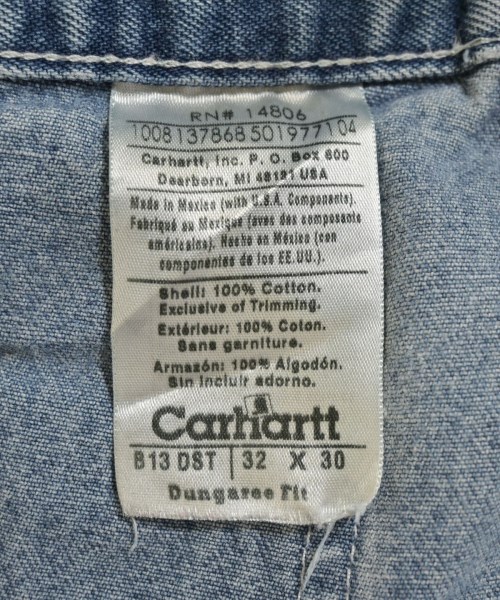 RN# 14806
1008137868501977104
Carhartt, Inc. P. O. Box 600
Dearborn, MI 48121 USA
Made in Mexico (with U.S.A. Components).
Fabriqué au Mexique (avec des composants
américains). Hecho en México (con
componentes de los EE.UU.).
Shell: 100% Cotton.
Exclusive of Trimming.
Extérieur: 100% Coton.
Sans garniture.
Armazón: 100% Algodón.
Sin incluir adorno.
Carhartt
B13 DST 32 X 30
Dungaree Fit